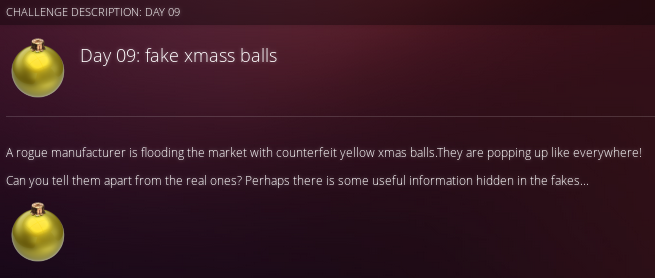 CHALLENGE DESCRIPTION: DAY 09
Day 09: fake xmass balls
A rogue manufacturer is flooding the market with counterfeit yellow xmas balls.They are popping up like everywhere!
Can you tell them apart from the real ones? Perhaps there is some useful information hidden in the fakes...